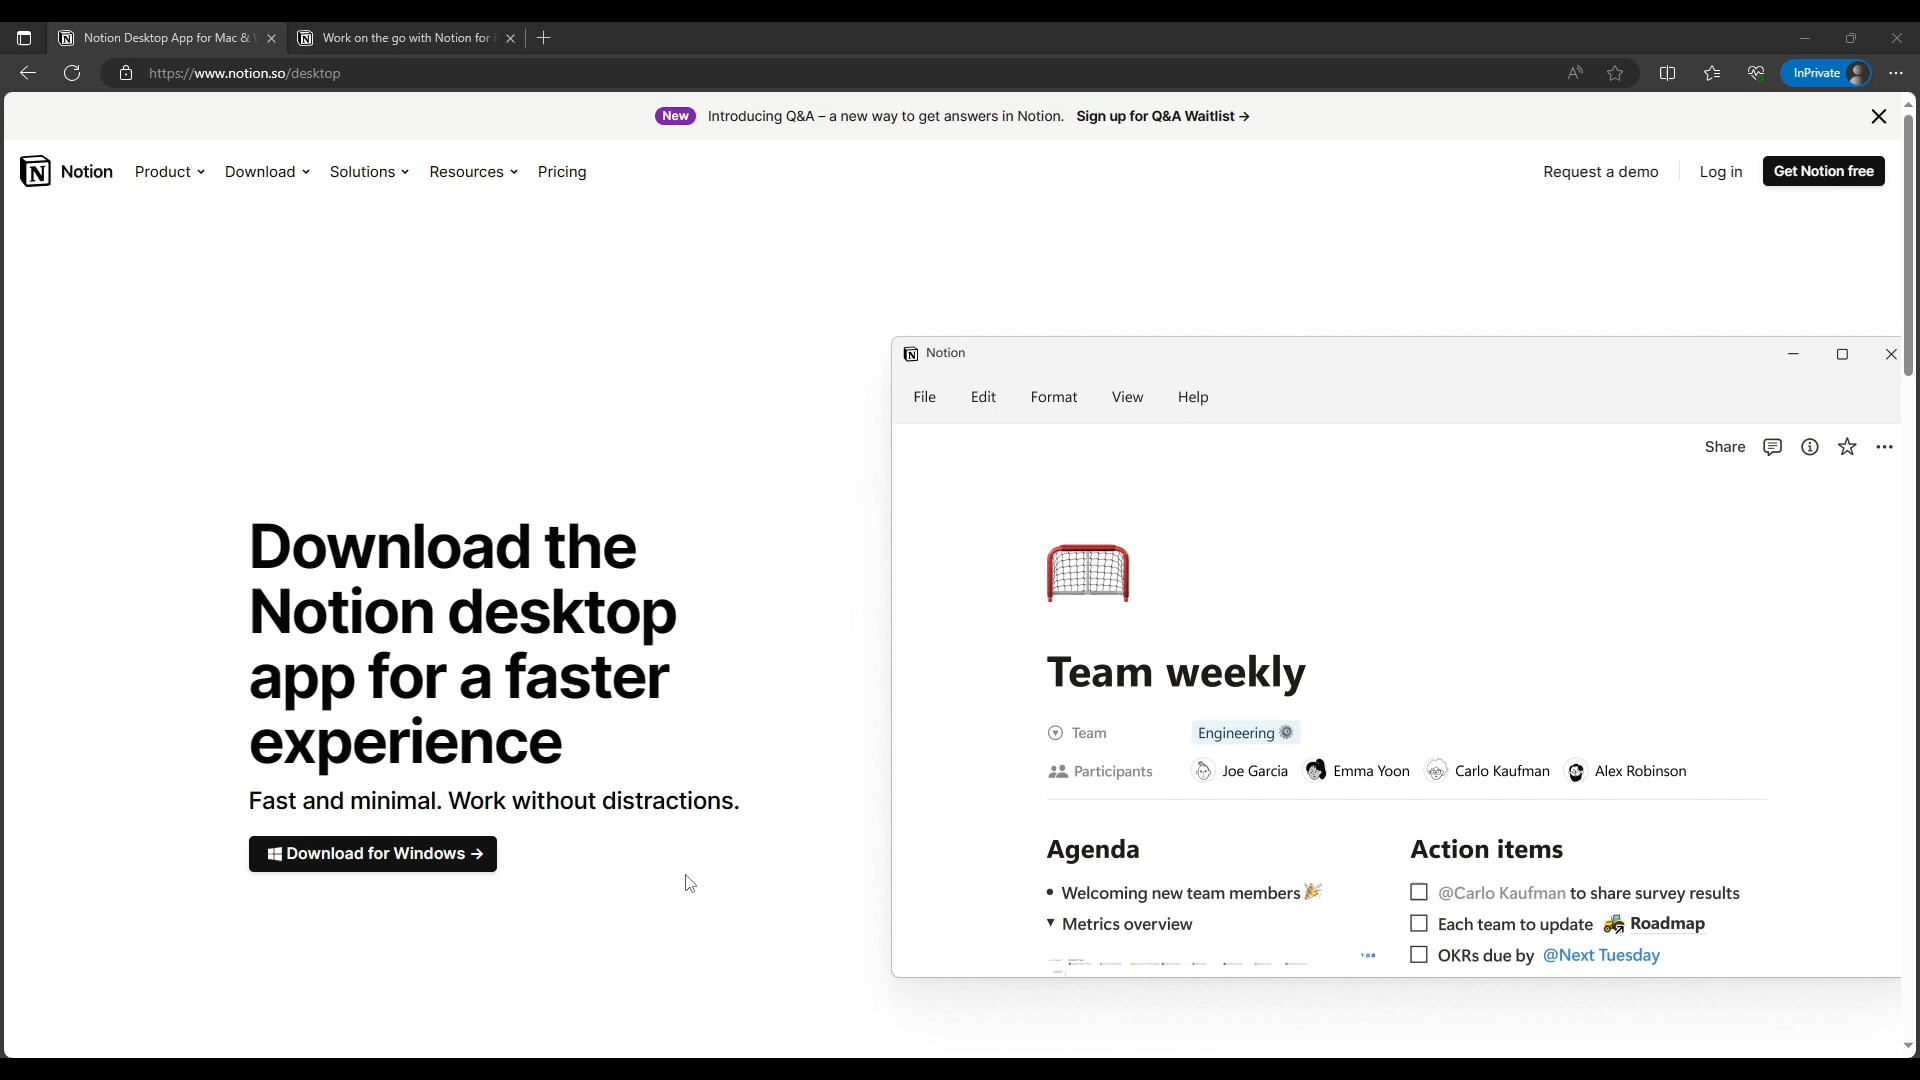 Notion Desktop App for Mac &
Work on the go with Notion for
https://www.notion.so/desktop
InPrivate
New Introducing Q&A – a new way to get answers in Notion. Sign up for Q&A Waitlist →
Notion Product Download Solutions Resources Pricing
Request a demo Log in Get Notion free
Notion
File Edit Format View Help
Share
Download the
Notion desktop
app for a faster
experience
Fast and minimal. Work without distractions.
Download for Windows →
Team weekly
Team Engineering
Participants Joe Garcia Emma Yoon Carlo Kaufman Alex Robinson
Agenda
• Welcoming new team members
Metrics overview
Action items
@Carlo Kaufman to share survey results
Each team to update Roadmap
OKRs due by @Next Tuesday